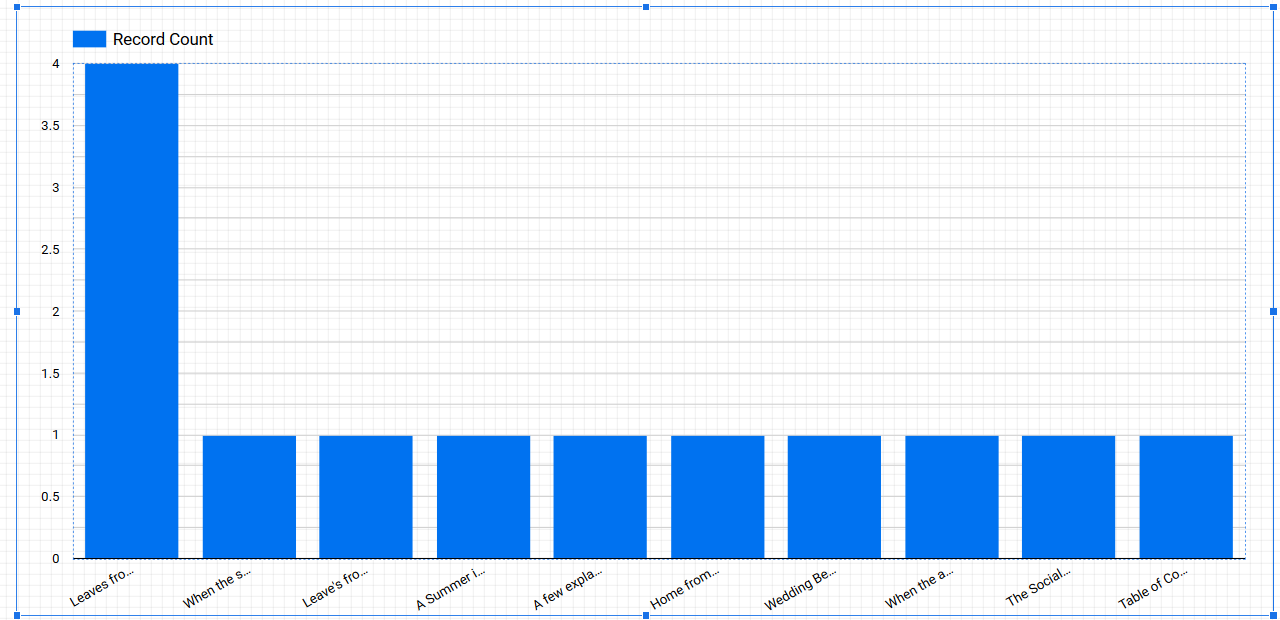 Record Count
4
3.5
3
2.5
2
1.5
1
0.5
0
Leaves fro...
When the s...
Leave's fro...
A Summer i...
A few expla...
Home from...
Wedding Be...
When the a...
The Social...
Table of Co...